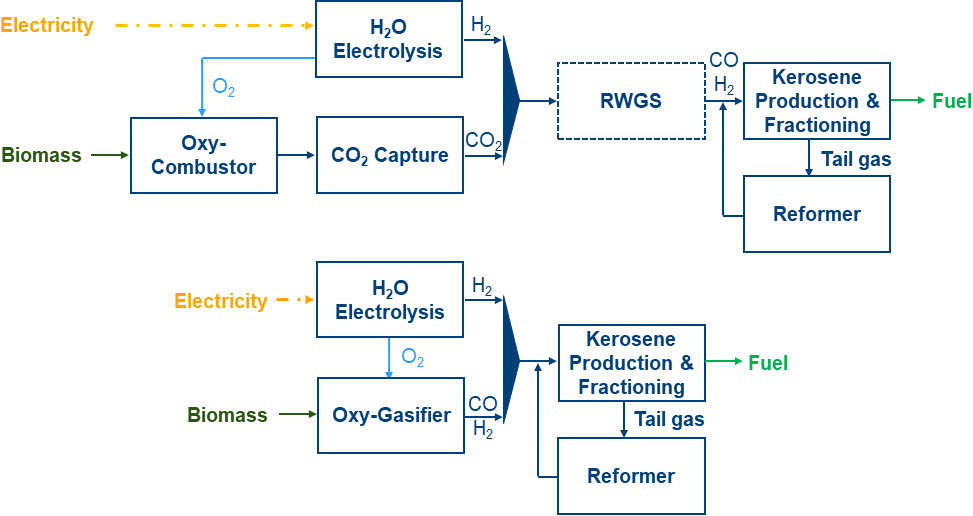 Electricity
H₂O
Electrolysis
H₂
O₂
Biomass
Oxy-
Combustor
CO₂ Capture
CO₂
RWGS
CO
H₂
Kerosene
Production &
Fractioning
Fuel
Tail gas
Reformer
Electricity
H₂O
Electrolysis
H₂
O₂
Biomass
Oxy-Gasifier
CO
H₂
Kerosene
Production &
Fractioning
Fuel
Tail gas
Reformer